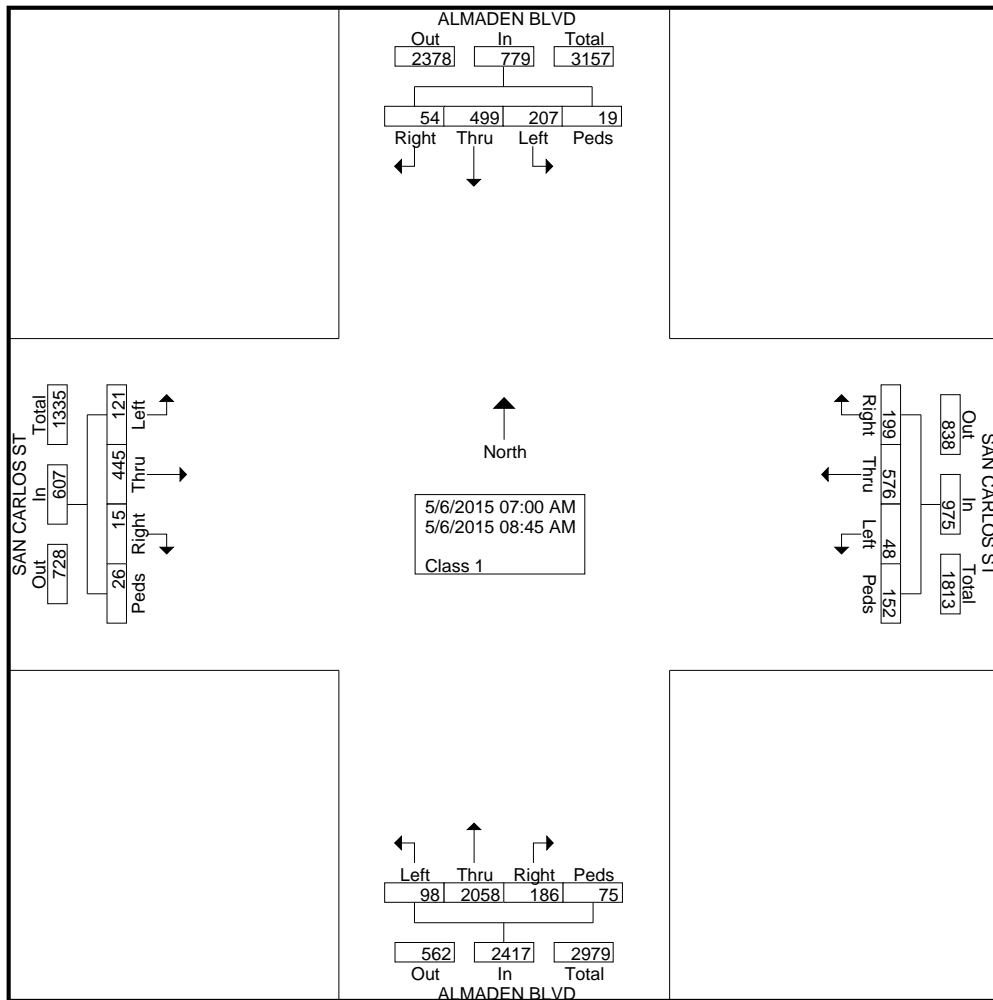 ALMADEN BLVD
Out In Total
2378 779 3157
54 499 207 19
Right Thru Left Peds
SAN CARLOS ST
Total In Out
1335 607 728
121 445 15 26
Left Thru Right Peds
North
5/6/2015 07:00 AM
5/6/2015 08:45 AM
Class 1
SAN CARLOS ST
Out In Total
838 975 1813
199 576 48 152
Right Thru Left Peds
Left Thru Right Peds
98 2058 186 75
562 2417 2979
Out In Total
ALMADEN BLVD